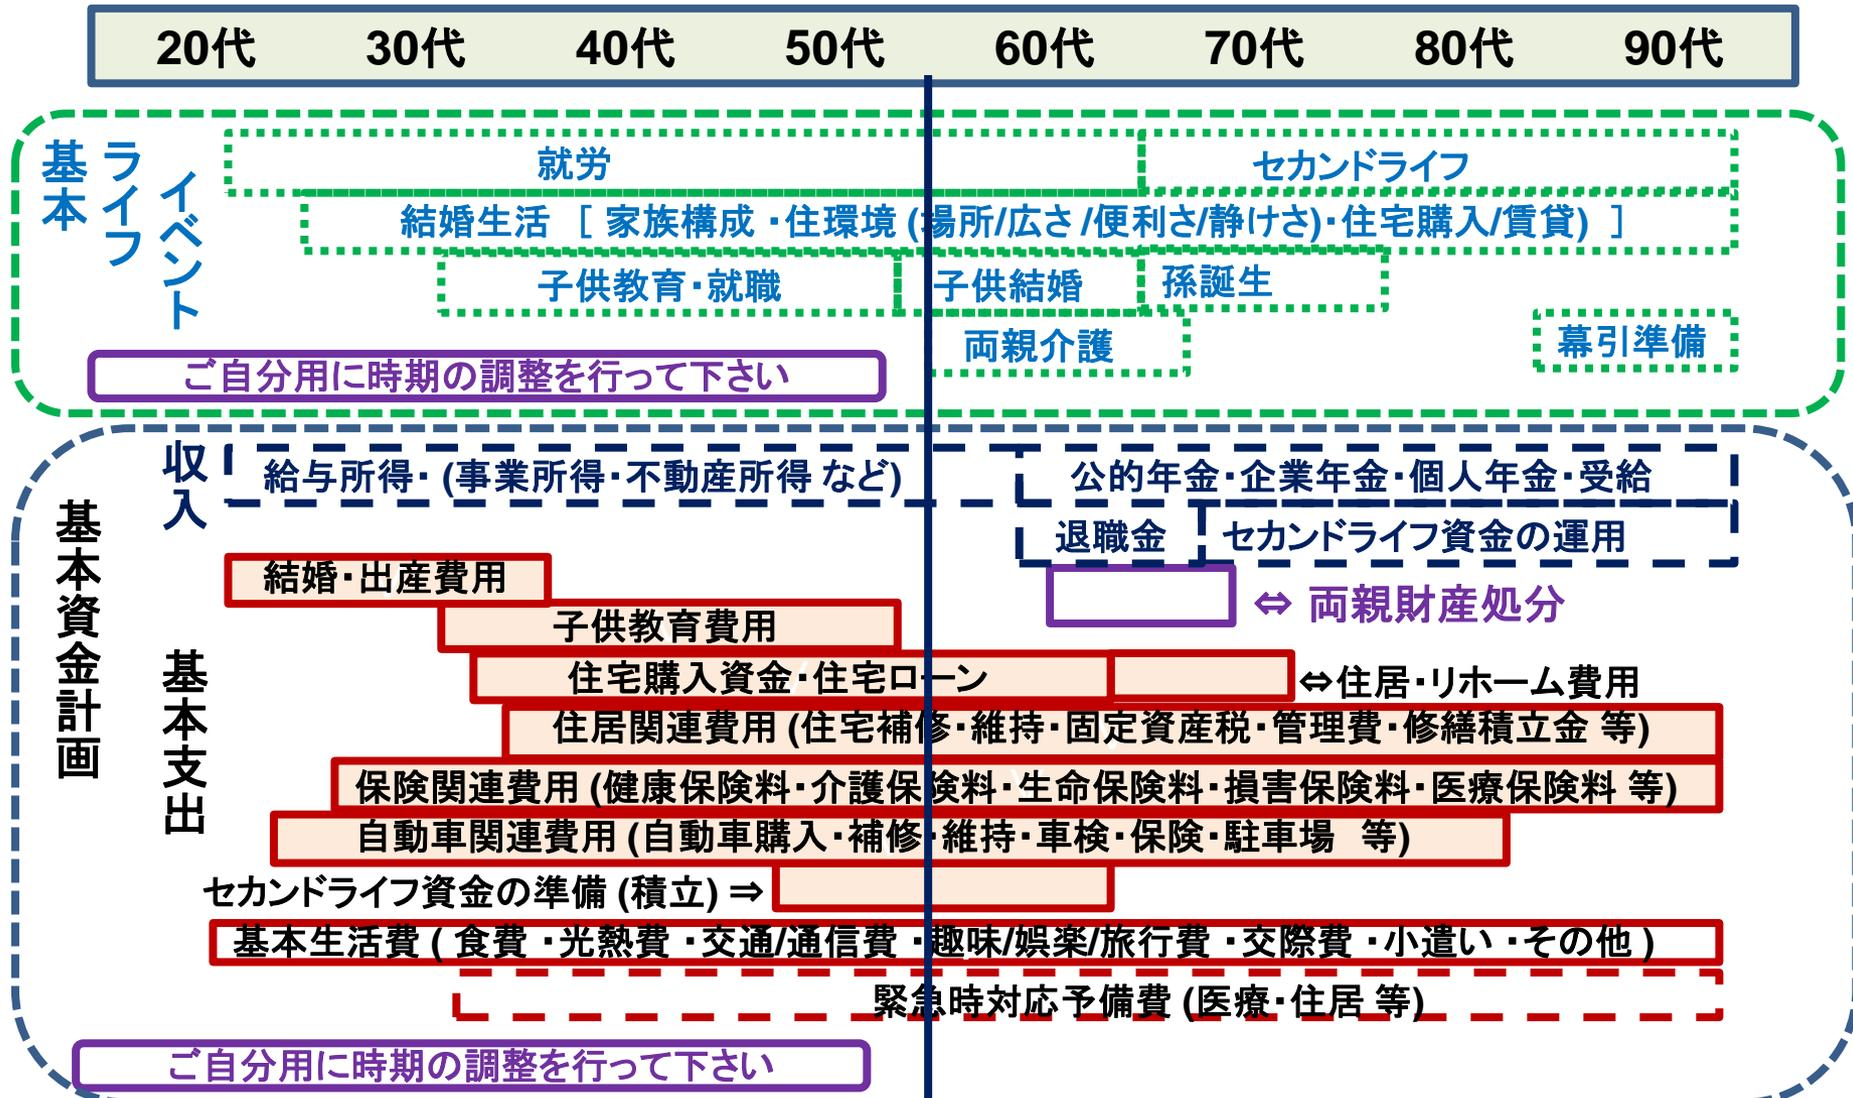 20代 30代 40代 50代 60代 70代 80代 90代
基本
ライフ
イベント
就労
セカンドライフ
結婚生活 [ 家族構成 ・住環境 (場所/広さ/便利さ/静けさ)・住宅購入/賃貸) ]
子供教育・就職
子供結婚
孫誕生
両親介護
幕引準備
ご自分用に時期の調整を行って下さい
基本資金計画
収入
給与所得・ (事業所得・不動産所得 など)
公的年金・企業年金・個人年金・受給
退職金
セカンドライフ資金の運用
⇔ 両親財産処分
基本支出
結婚・出産費用
子供教育費用
住宅購入資金・住宅ローン
⇔住居・リホーム費用
住居関連費用 (住宅補修・維持・固定資産税・管理費・修繕積立金 等)
保険関連費用 (健康保険料・介護保険料・生命保険料・損害保険料・医療保険料 等)
自動車関連費用 (自動車購入・補修・維持・車検・保険・駐車場 等)
セカンドライフ資金の準備 (積立) ⇒
基本生活費 ( 食費 ・光熱費 ・交通/通信費 ・趣味/娯楽/旅行費 ・交際費 ・小遣い ・その他 )
緊急時対応予備費 (医療・住居 等)
ご自分用に時期の調整を行って下さい